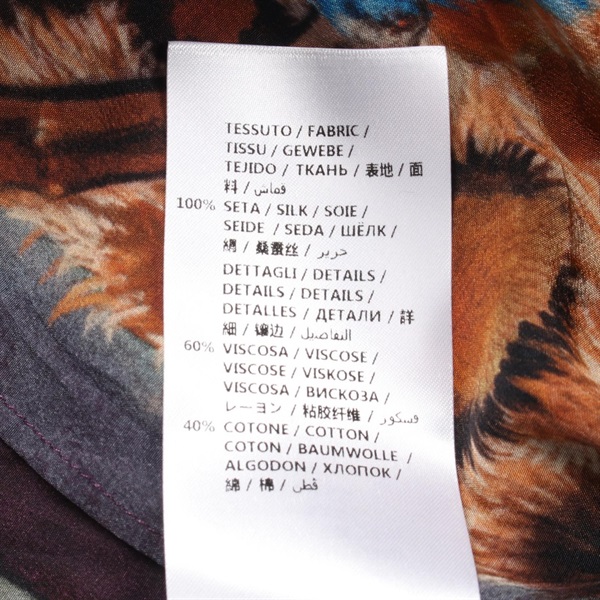 TESSUTO / FABRIC /
TISSU / GEWEBE /
TEJIDO / ТКАНЬ / 表地 / 面
料 / قماش
100% SETA / SILK / SOIE /
SEIDE / SEDA / ШЁЛК /
絹 / 桑蚕丝 / حرير
DETTAGLI / DETAILS /
DETAILS / DETAILS /
DETALLES / ДЕТАЛИ / 詳
細 / 镶边 / التفاصيل
60% VISCOSA / VISCOSE /
VISCOSE / VISKOSE /
VISCOSA / ВИСКОЗА /
レーヨン / 粘胶纤维 / فسكور
40% COTONE / COTTON /
COTON / BAUMWOLLE /
ALGODON / ХЛОПОК /
綿 / 棉 / قطن